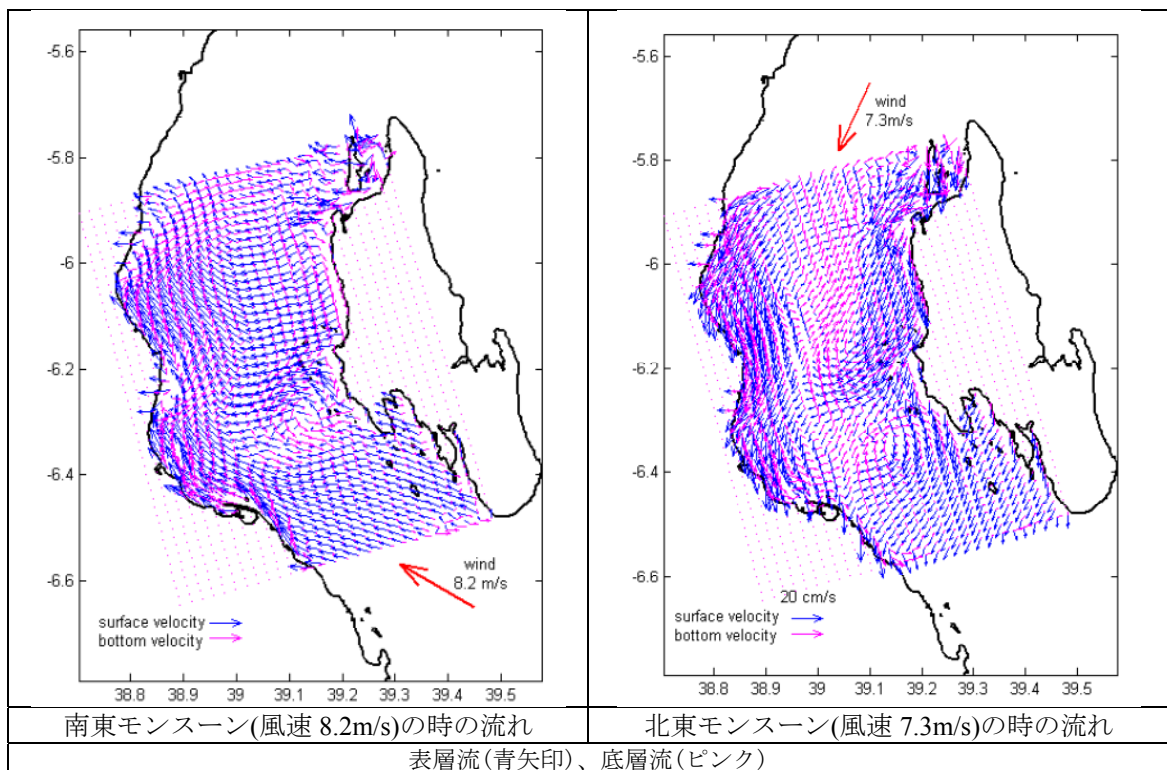 -5.6
-5.8
-6
-6.2
-6.4
-6.6
wind
8.2 m/s
surface velocity
bottom velocity
38.8 38.9 39 39.1 39.2 39.3 39.4 39.5
南東モンスーン(風速 8.2m/s)の時の流れ
-5.6
-5.8
-6
-6.2
-6.4
-6.6
wind
7.3m/s
20 cm/s
surface velocity
bottom velocity
38.8 38.9 39 39.1 39.2 39.3 39.4 39.5
北東モンスーン(風速 7.3m/s)の時の流れ
表層流(青矢印)、底層流(ピンク)